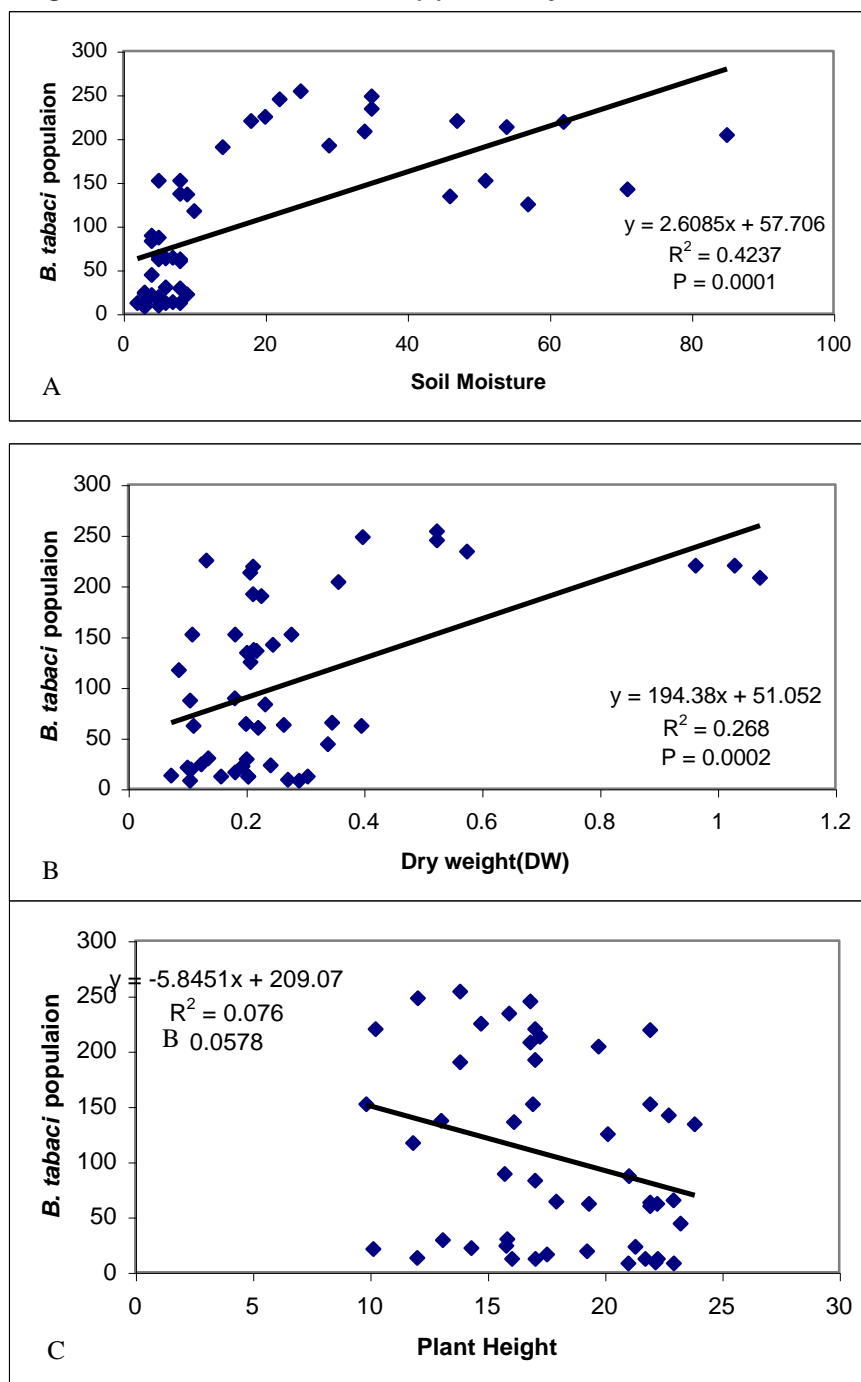 300
250
200
150
100
50
0
B. tabaci populaion
y = 2.6085x + 57.706
R² = 0.4237
P = 0.0001
0 20 40 60 80 100
Soil Moisture
A
300
250
200
150
100
50
0
B. tabaci populaion
y = 194.38x + 51.052
R² = 0.268
P = 0.0002
0 0.2 0.4 0.6 0.8 1 1.2
Dry weight(DW)
B
300
250
200
150
100
50
0
B. tabaci populaion
y = -5.8451x + 209.07
R² = 0.076
B 0.0578
0 5 10 15 20 25 30
Plant Height
C